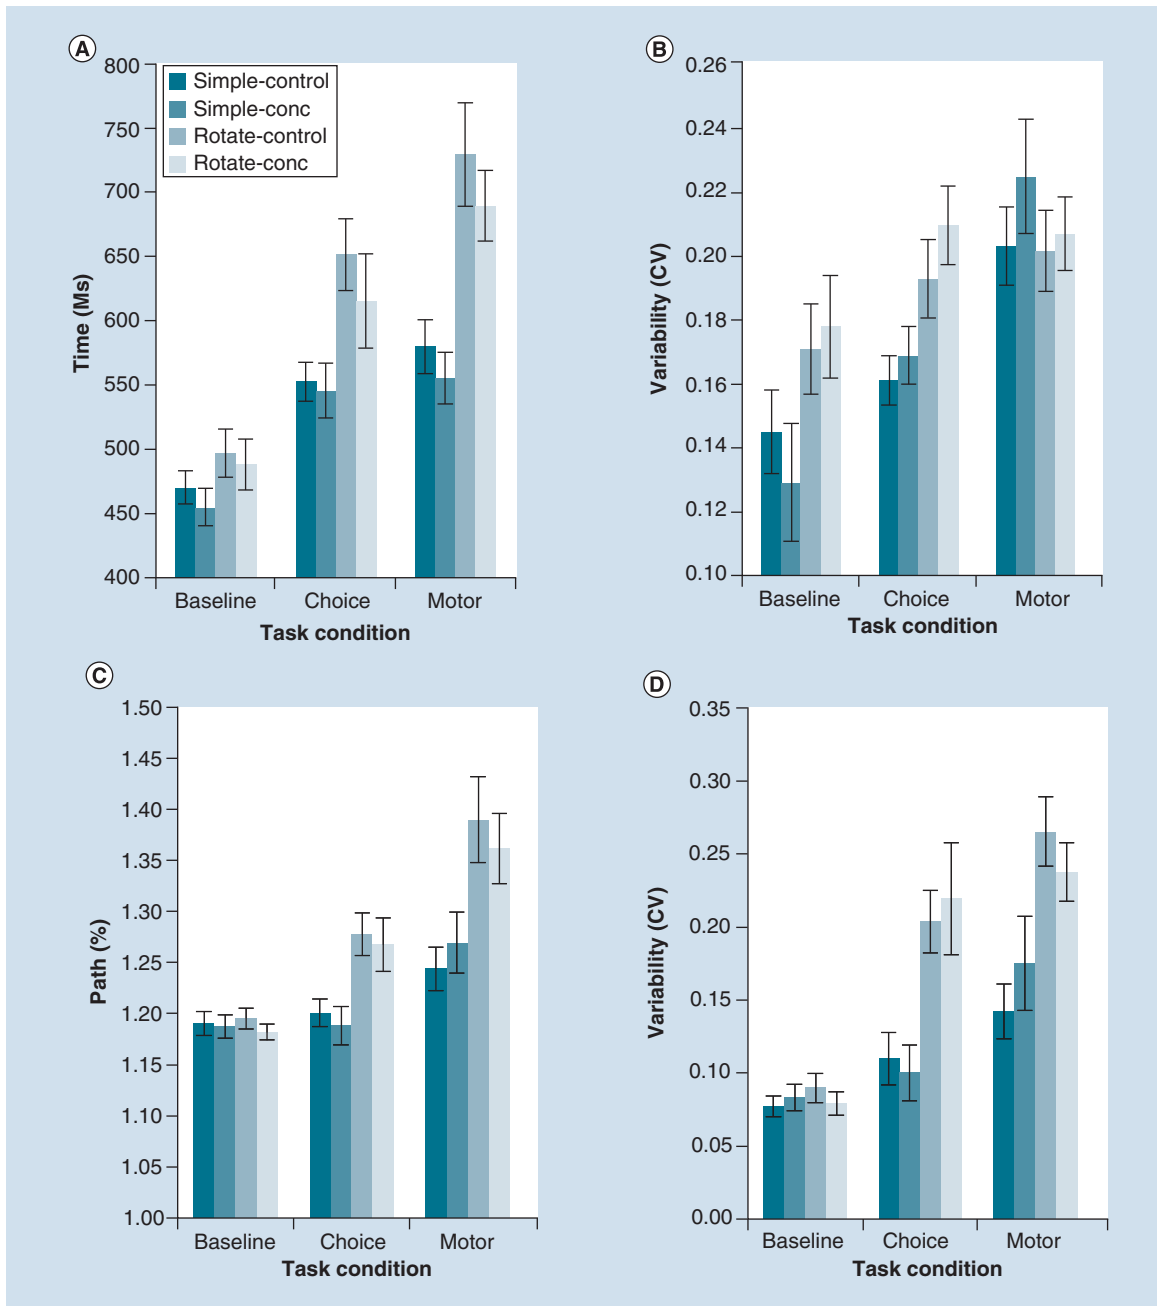 A
800
750
700
650
600
550
500
450
400
Time (Ms)
Simple-control
Simple-conc
Rotate-control
Rotate-conc
Baseline Choice Motor
Task condition
B
0.26
0.24
0.22
0.20
0.18
0.16
0.14
0.12
0.10
Variability (CV)
Baseline Choice Motor
Task condition
C
1.50
1.45
1.40
1.35
1.30
1.25
1.20
1.15
1.10
1.05
1.00
Path (%)
Baseline Choice Motor
Task condition
D
0.35
0.30
0.25
0.20
0.15
0.10
0.05
0.00
Variability (CV)
Baseline Choice Motor
Task condition